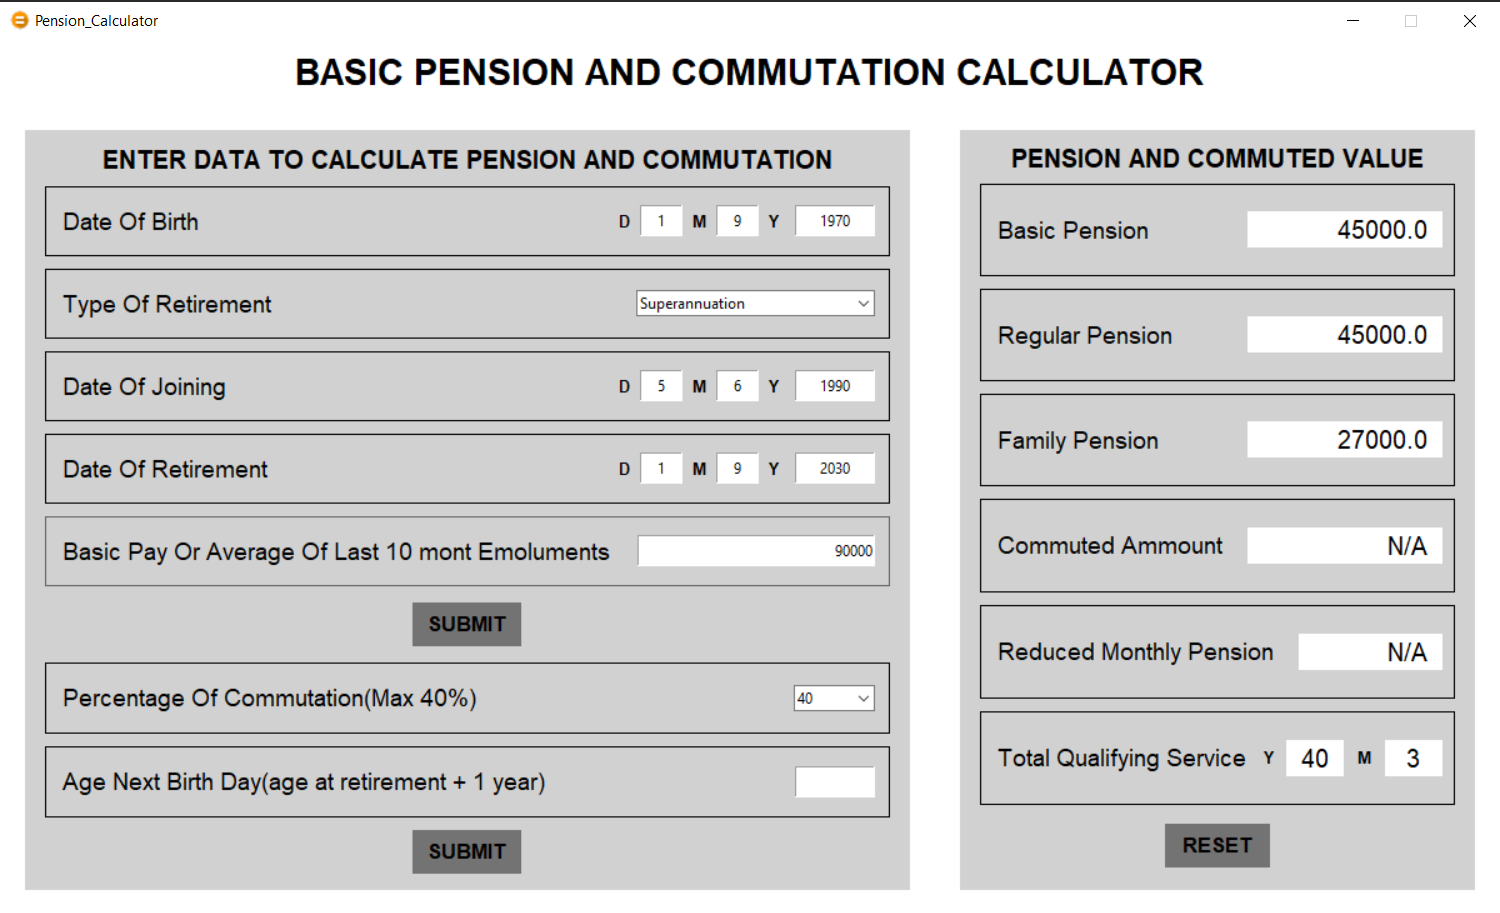 Pension_Calculator
BASIC PENSION AND COMMUTATION CALCULATOR
ENTER DATA TO CALCULATE PENSION AND COMMUTATION
Date Of Birth D 1 M 9 Y 1970
Type Of Retirement Superannuation
Date Of Joining D 5 M 6 Y 1990
Date Of Retirement D 1 M 9 Y 2030
Basic Pay Or Average Of Last 10 mont Emoluments 90000
SUBMIT
Percentage Of Commutation(Max 40%) 40
Age Next Birth Day(age at retirement + 1 year)
SUBMIT
PENSION AND COMMUTED VALUE
Basic Pension 45000.0
Regular Pension 45000.0
Family Pension 27000.0
Commuted Ammount N/A
Reduced Monthly Pension N/A
Total Qualifying Service Y 40 M 3
RESET